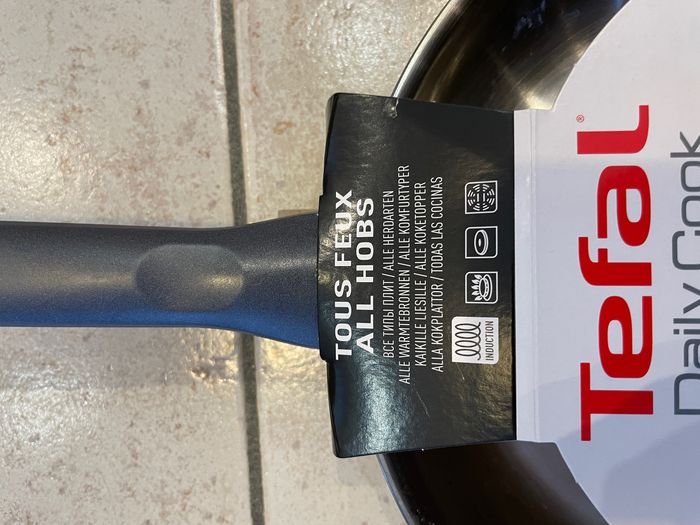 TOUS FEUX
ALL HOBS
ВСЕ ТИПЫ ПЛИТ / ALLE HERDARTEN
ALLE WARMTEBRONNEN / ALLE KOMFURTYPER
KAIKILLE LIESILLE / ALLE KOKETOPPER
ALLA KOKPLATTOR / TODAS LAS COCINAS
INDUCTION
Tefal®
Daily Cook